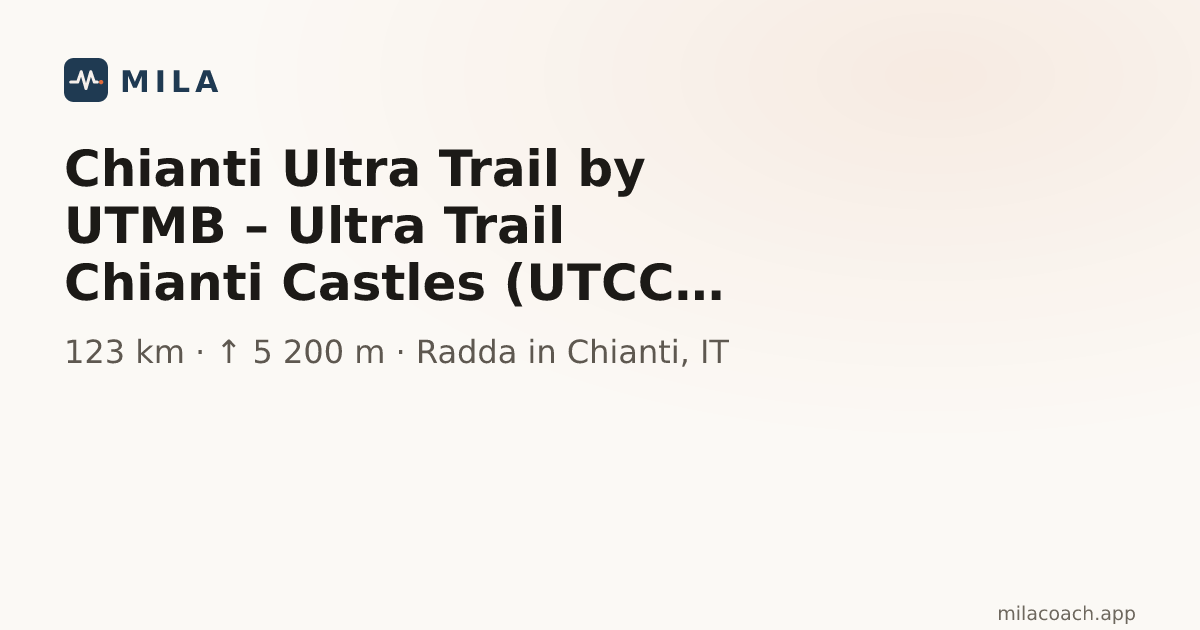 MILA
Chianti Ultra Trail by
UTMB – Ultra Trail
Chianti Castles (UTCC…
123 km · ↑ 5 200 m · Radda in Chianti, IT
milacoach.app